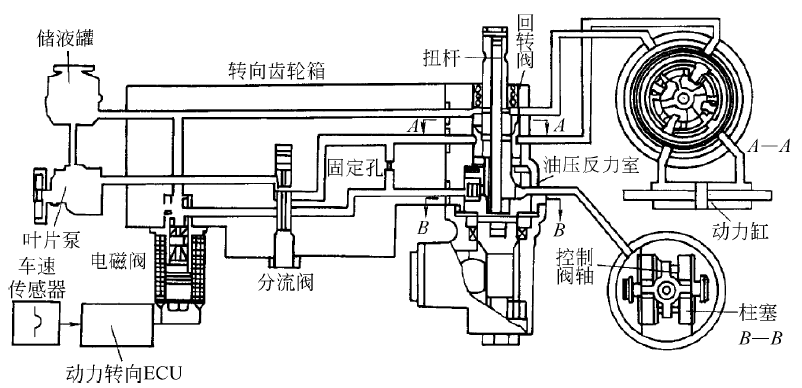 储液罐
转向齿轮箱
扭杆
回转阀
A
A
固定孔
油压反力室
A—A
叶片泵
B
B
动力缸
车速
传感器
电磁阀
分流阀
控制
阀轴
柱塞
B—B
动力转向ECU